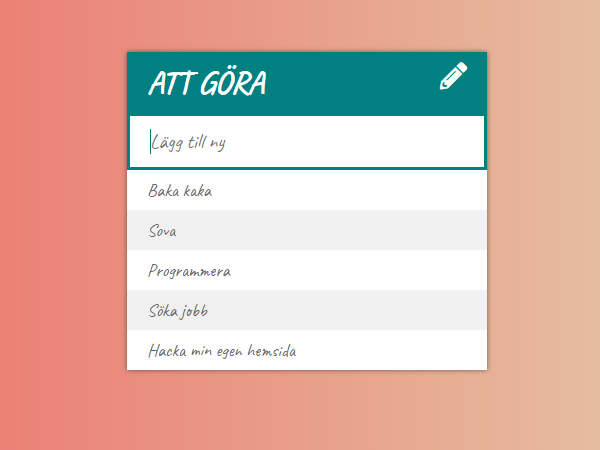 ATT GÖRA
Lägg till ny
Baka kaka
Sova
Programmera
Söka jobb
Hacka min egen hemsida